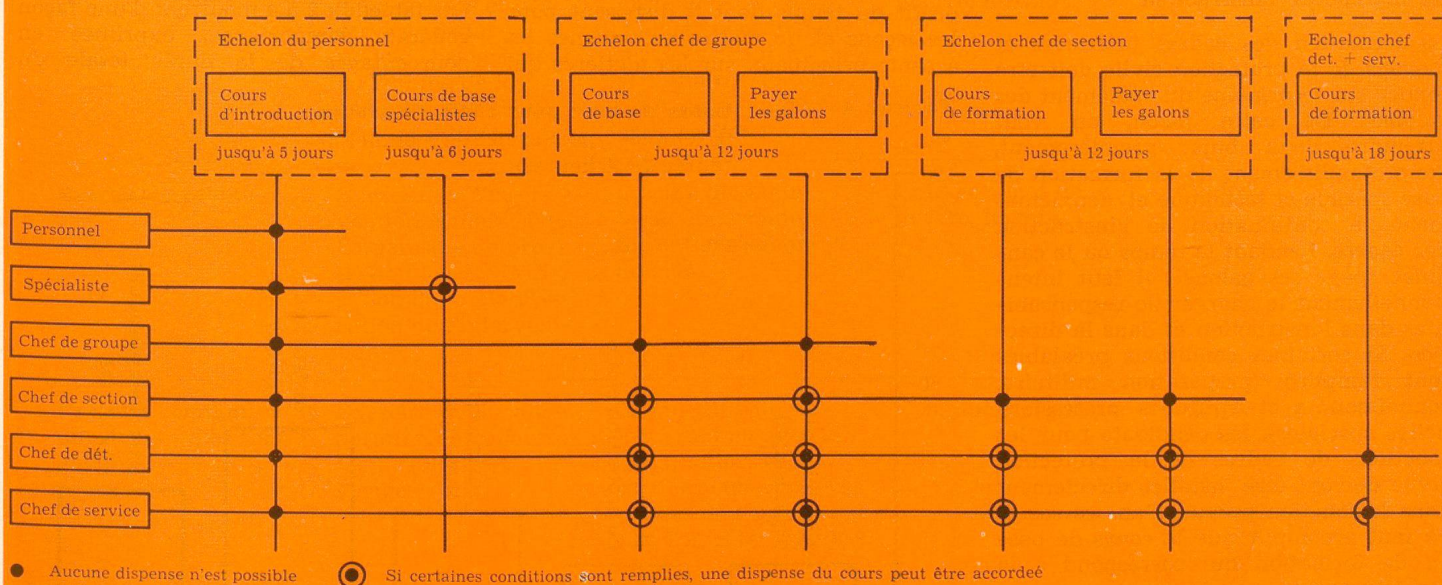 Echelon du personnel
Cours
d'introduction
jusqu'à 5 jours
Cours de base
spécialistes
jusqu'à 6 jours
Echelon chef de groupe
Cours
de base
Payer
les galons
jusqu'à 12 jours
Echelon chef de section
Cours
de formation
Payer
les galons
jusqu'à 12 jours
Echelon chef
det. + serv.
Cours
de formation
jusqu'à 18 jours
Personnel
Spécialiste
Chef de groupe
Chef de section
Chef de dét.
Chef de service
Aucune dispense n'est possible
Si certaines conditions sont remplies, une dispense du cours peut être accordeé